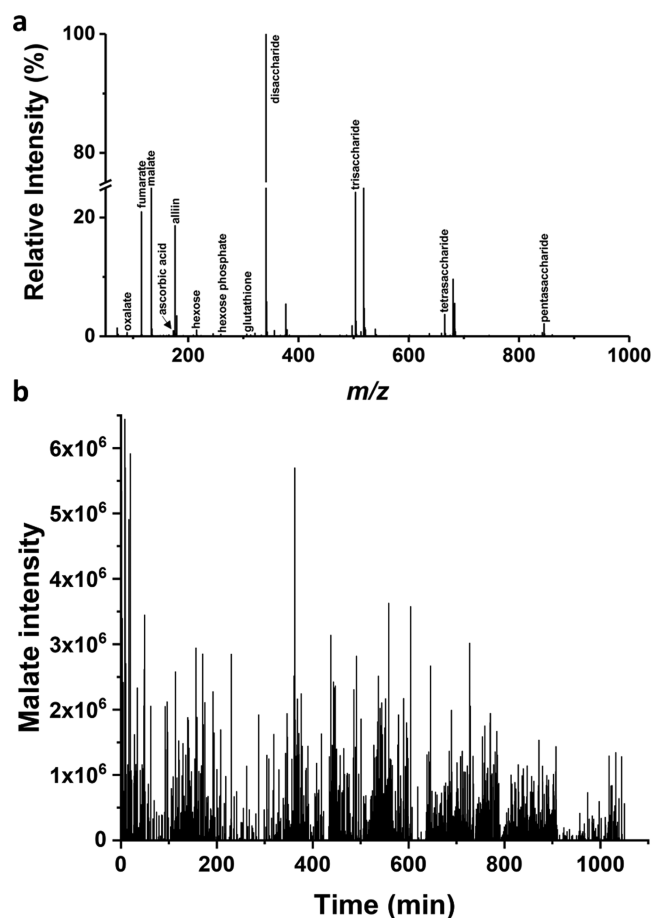 a
Relative Intensity (%)
100
80
20
0
oxalate
fumarate
malate
ascorbic acid
alliin
hexose
hexose phosphate
glutathione
disaccharide
trisaccharide
tetrasaccharide
pentasaccharide
200
400
600
800
1000
m/z
b
Malate intensity
6x10⁶
5x10⁶
4x10⁶
3x10⁶
2x10⁶
1x10⁶
0
0
200
400
600
800
1000
Time (min)